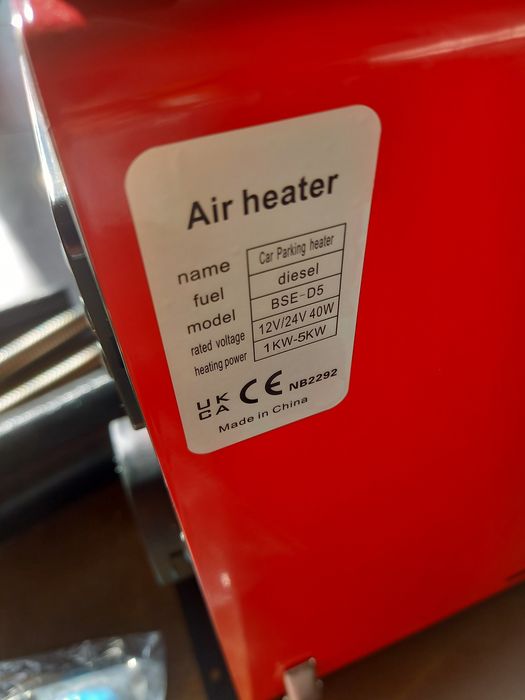 Air heater
name Car Parking heater
fuel diesel
model BSE-D5
rated voltage 12V/24V 40W
heating power 1KW-5KW
UK CA CE NB2292
Made in China